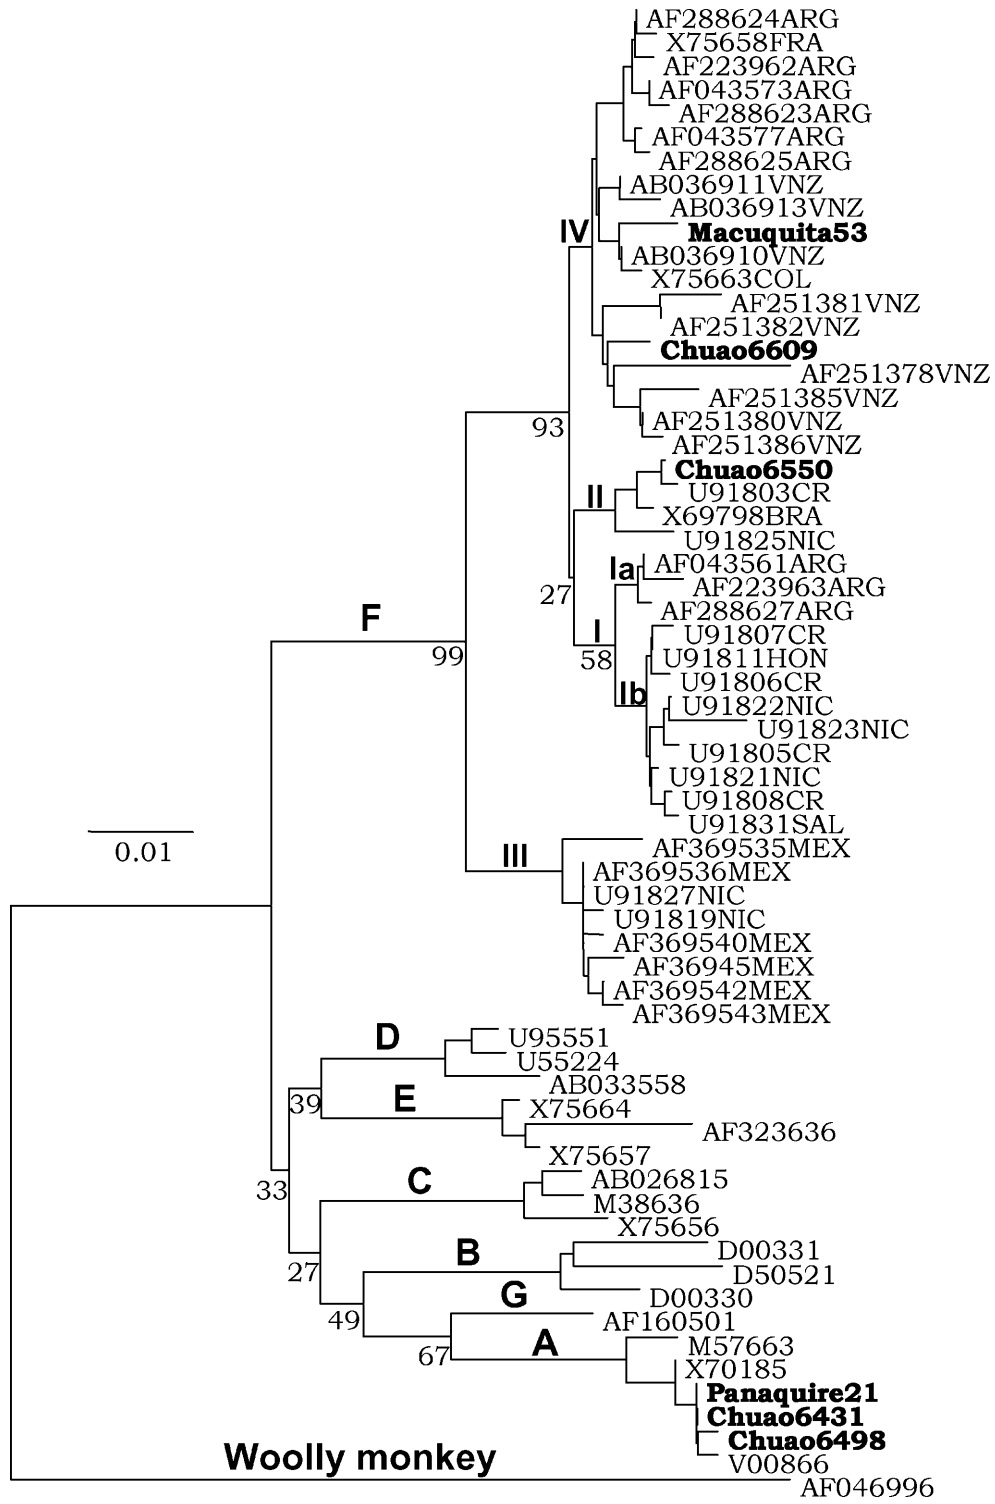 AF288624ARG
X75658FRA
AF223962ARG
AF043573ARG
AF288623ARG
AF043577ARG
AF288625ARG
AB036911VNZ
AB036913VNZ
IV
Macuquita53
AB036910VNZ
X75663COL
AF251381VNZ
AF251382VNZ
Chuao6609
AF251378VNZ
AF251385VNZ
AF251380VNZ
93
AF251386VNZ
Chuao6550
II
U91803CR
X69798BRA
U91825NIC
Ia
AF043561ARG
AF223963ARG
27
AF288627ARG
F
I
U91807CR
99
58
U91811HON
U91806CR
Ib
U91822NIC
U91823NIC
U91805CR
U91821NIC
U91808CR
U91831SAL
0.01
AF369535MEX
III
AF369536MEX
U91827NIC
U91819NIC
AF369540MEX
AF36945MEX
AF369542MEX
AF369543MEX
D
U95551
U55224
AB033558
39
E
X75664
AF323636
X75657
33
C
AB026815
M38636
X75656
B
D00331
27
D50521
G
D00330
49
AF160501
A
M57663
67
X70185
Panaquire21
Chuao6431
Chuao6498
Woolly monkey
V00866
AF046996